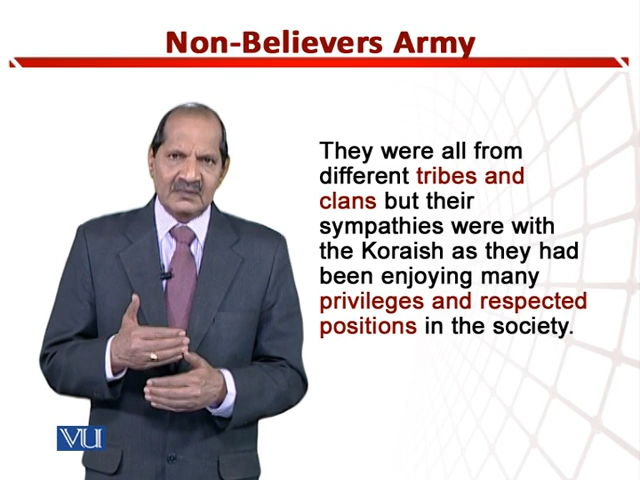 Non-Believers Army
They were all from
different tribes and
clans but their
sympathies were with
the Koraish as they had
been enjoying many
privileges and respected
positions in the society.
VU